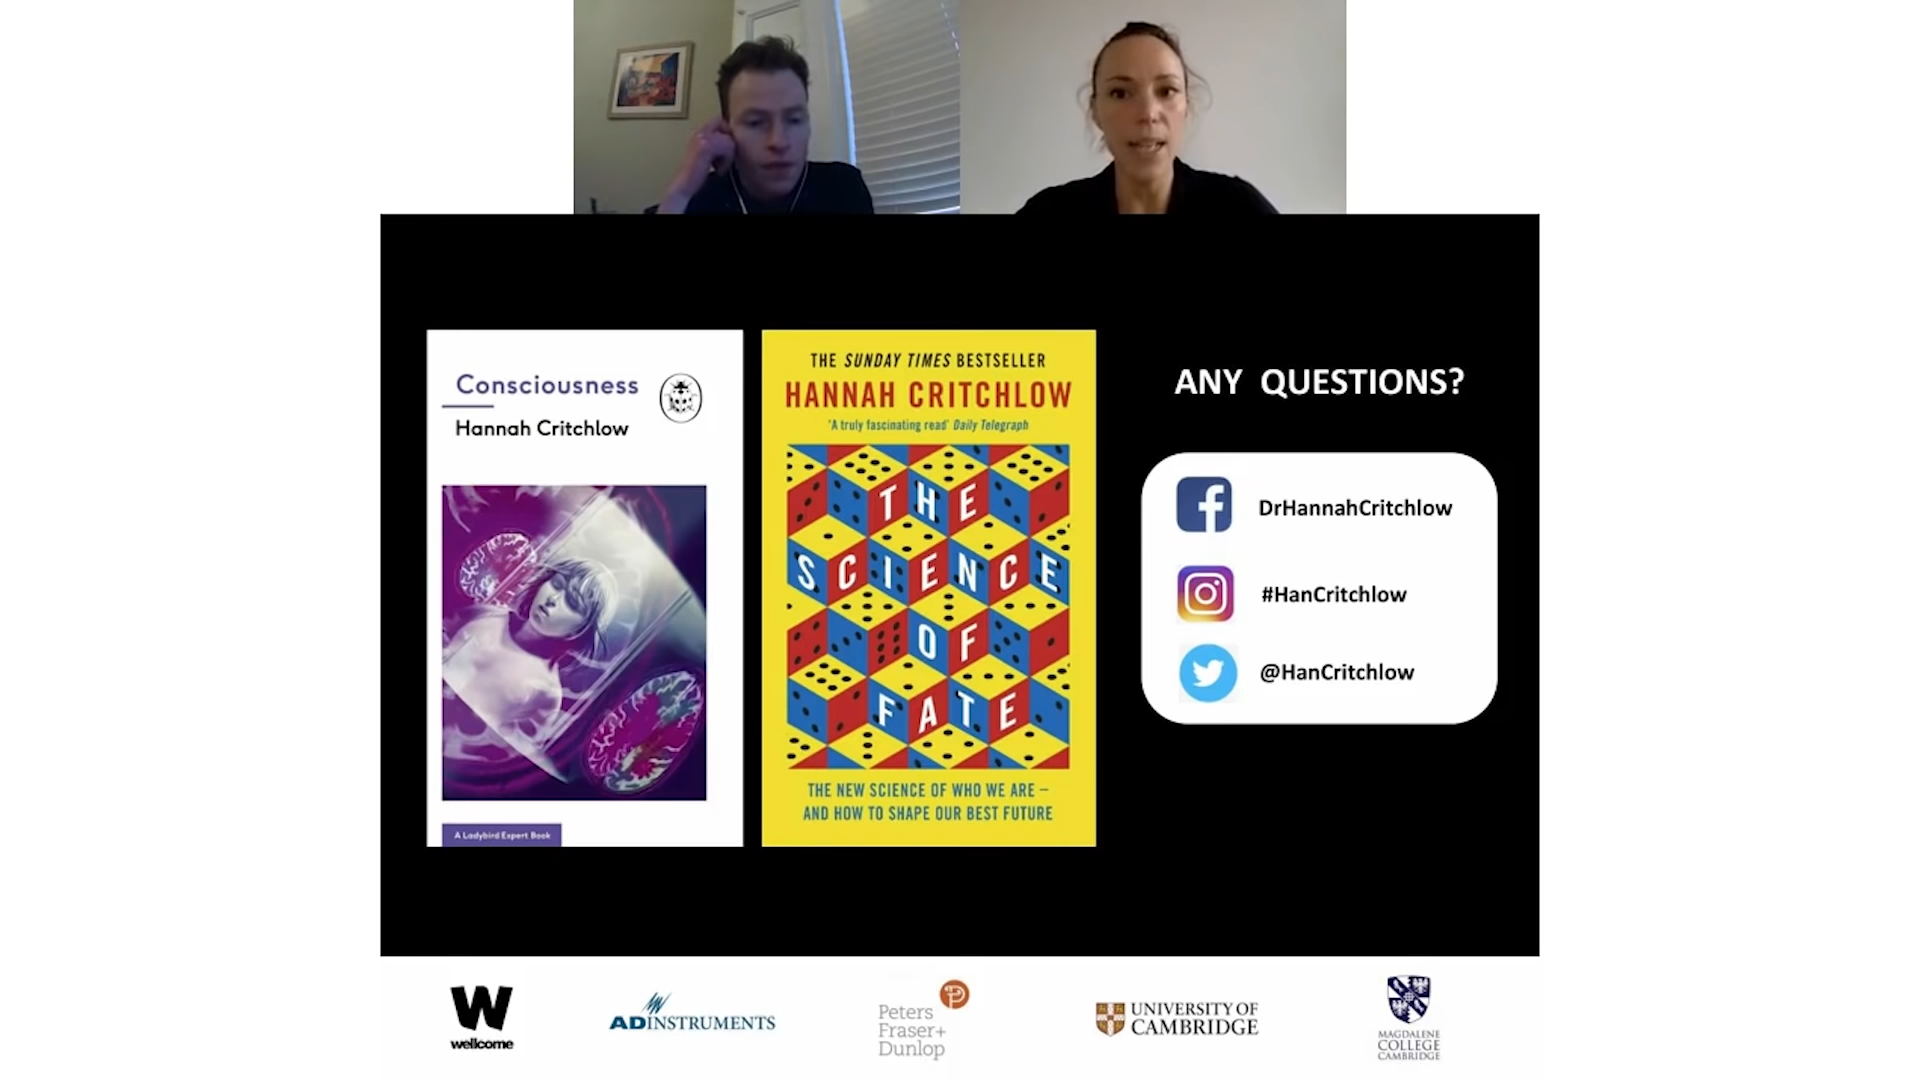 Consciousness
Hannah Critchlow
A Ladybird Expert Book
THE SUNDAY TIMES BESTSELLER
HANNAH CRITCHLOW
'A truly fascinating read' Daily Telegraph
THE
SCIENCE
OF
FATE
THE NEW SCIENCE OF WHO WE ARE –
AND HOW TO SHAPE OUR BEST FUTURE
ANY QUESTIONS?
DrHannahCritchlow
#HanCritchlow
@HanCritchlow
W
wellcome
ADINSTRUMENTS
Peters
Fraser+
Dunlop
P
UNIVERSITY OF
CAMBRIDGE
MAGDALENE
COLLEGE
CAMBRIDGE